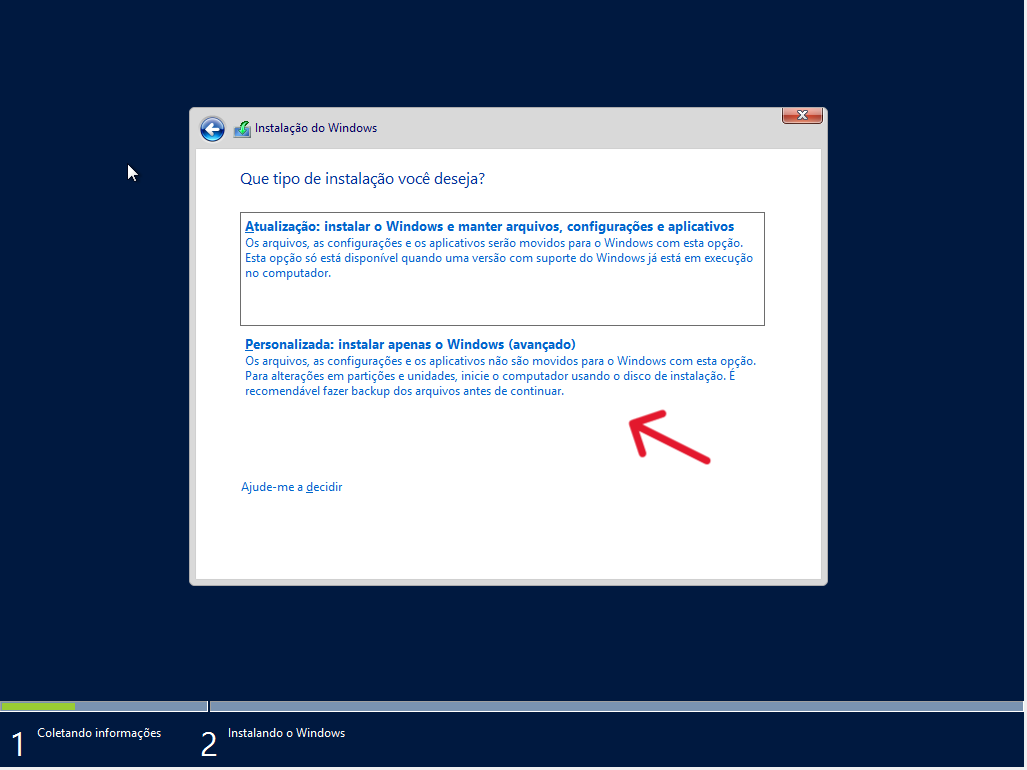 Instalação do Windows
Que tipo de instalação você deseja?
Atualização: instalar o Windows e manter arquivos, configurações e aplicativos
Os arquivos, as configurações e os aplicativos serão movidos para o Windows com esta opção.
Esta opção só está disponível quando uma versão com suporte do Windows já está em execução
no computador.
Personalizada: instalar apenas o Windows (avançado)
Os arquivos, as configurações e os aplicativos não são movidos para o Windows com esta opção.
Para alterações em partições e unidades, inicie o computador usando o disco de instalação. É
recomendável fazer backup dos arquivos antes de continuar.
Ajude-me a decidir
1 Coletando informações
2 Instalando o Windows